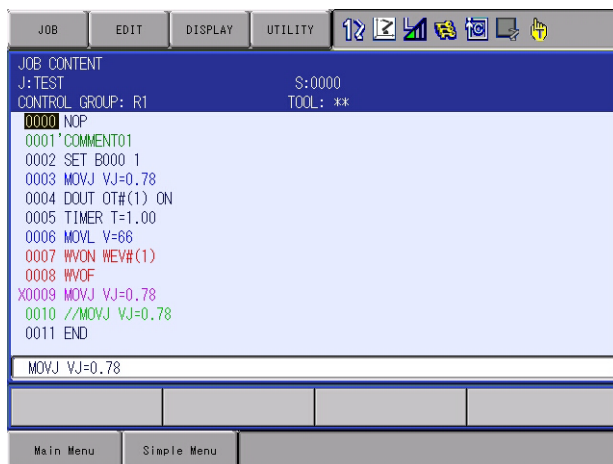 JOB EDIT DISPLAY UTILITY
JOB CONTENT
J:TEST S:0000
CONTROL GROUP: R1 TOOL: **
0000 NOP
0001'COMMENT01
0002 SET B000 1
0003 MOVJ VJ=0.78
0004 DOUT OT#(1) ON
0005 TIMER T=1.00
0006 MOVL V=66
0007 WVON WEV#(1)
0008 WVOF
X0009 MOVJ VJ=0.78
0010 //MOVJ VJ=0.78
0011 END
MOVJ VJ=0.78
Main Menu Simple Menu